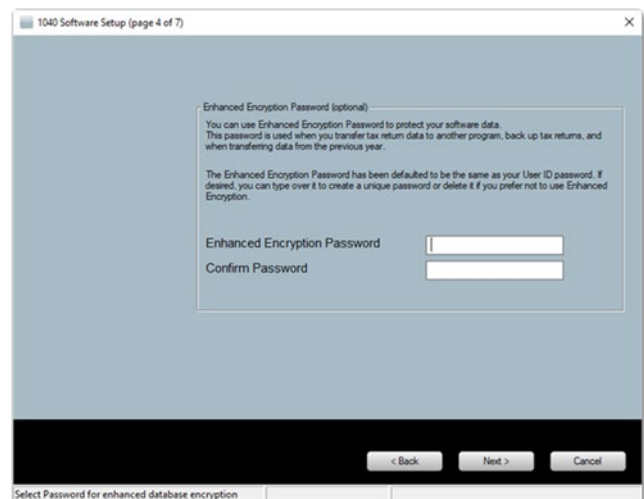 1040 Software Setup (page 4 of 7)
Enhanced Encryption Password (optional)
You can use Enhanced Encryption Password to protect your software data.
This password is used when you transfer tax return data to another program, back up tax returns, and
when transferring data from the previous year.
The Enhanced Encryption Password has been defaulted to be the same as your User ID password. If
desired, you can type over it to create a unique password or delete it if you prefer not to use Enhanced
Encryption.
Enhanced Encryption Password
Confirm Password
< Back
Next >
Cancel
Select Password for enhanced database encryption